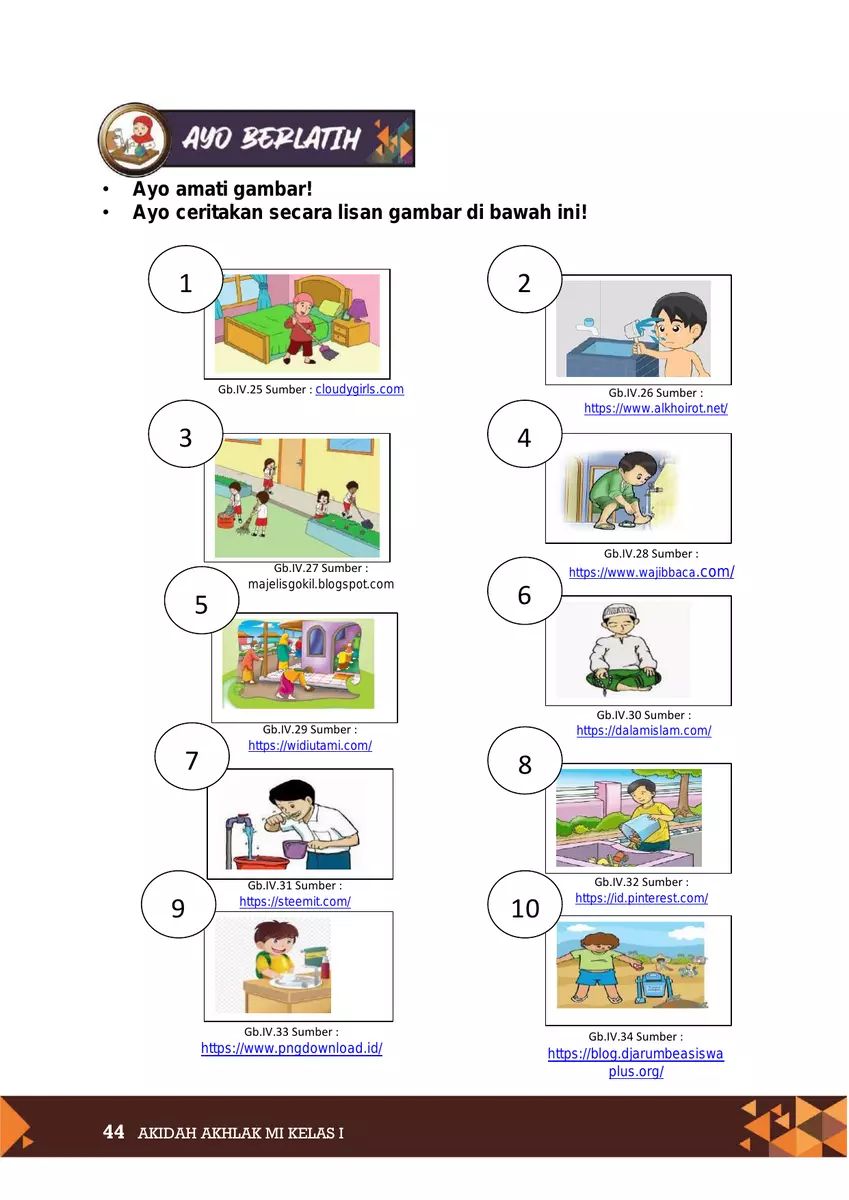 AYO BERLATIH
• Ayo amati gambar!
• Ayo ceritakan secara lisan gambar di bawah ini!
1
Gb.IV.25 Sumber : cloudygirls.com
2
Gb.IV.26 Sumber :
https://www.alkhoirot.net/
3
Gb.IV.27 Sumber :
majelisgokil.blogspot.com
4
Gb.IV.28 Sumber :
https://www.wajibbaca.com/
5
Gb.IV.29 Sumber :
https://widiutami.com/
6
Gb.IV.30 Sumber :
https://dalamislam.com/
7
Gb.IV.31 Sumber :
https://steemit.com/
8
Gb.IV.32 Sumber :
https://id.pinterest.com/
9
Gb.IV.33 Sumber :
https://www.pngdownload.id/
10
Gb.IV.34 Sumber :
https://blog.djarumbeasiswa
plus.org/
44 AKIDAH AKHLAK MI KELAS I